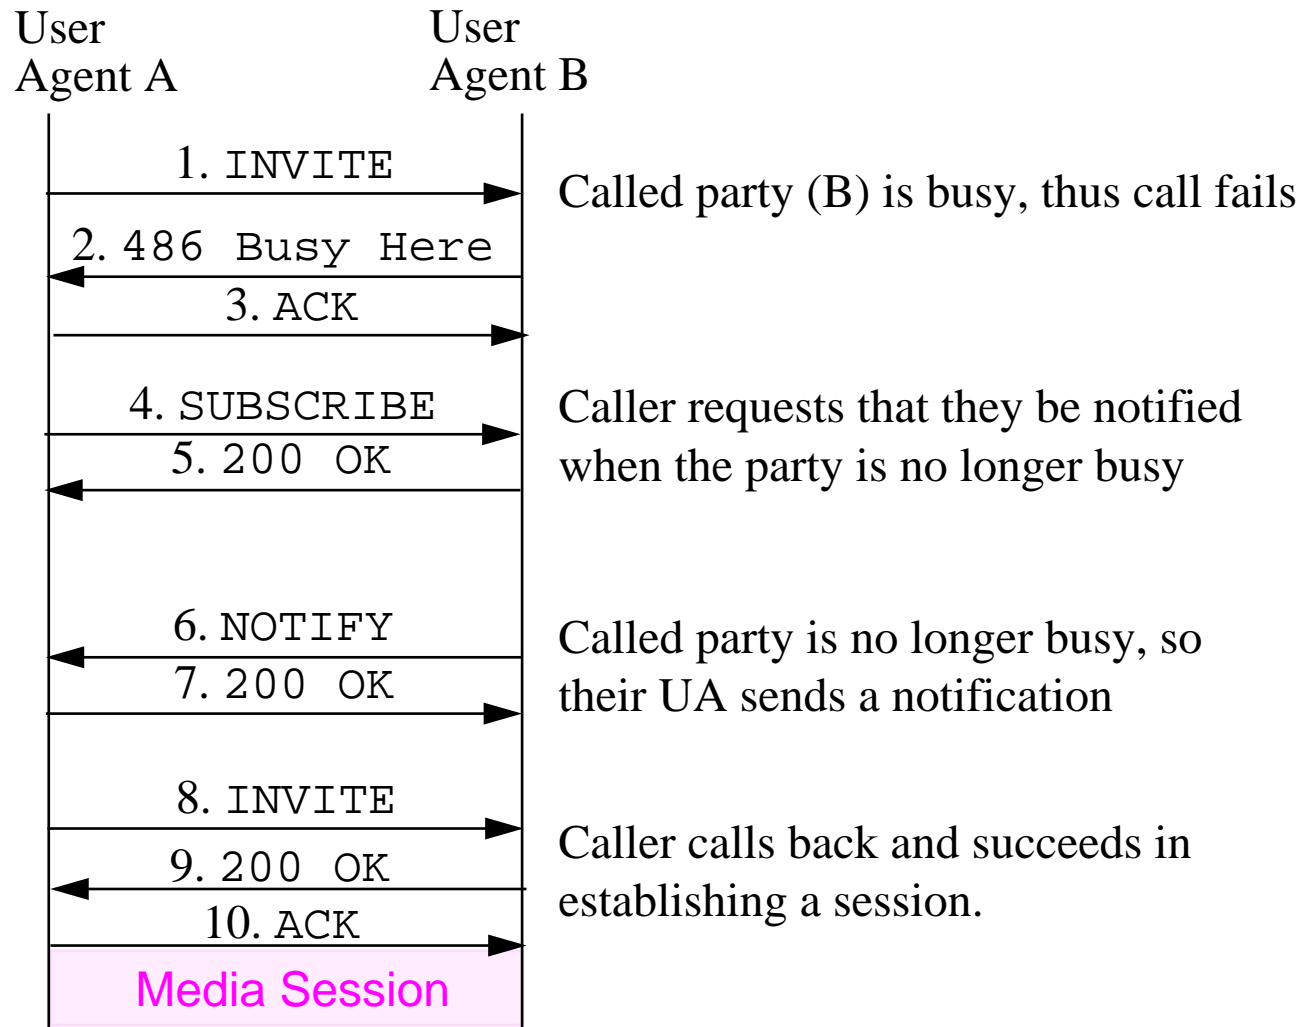 User
Agent A
User
Agent B
1. INVITE
Called party (B) is busy, thus call fails
2. 486 Busy Here
3. ACK
4. SUBSCRIBE
Caller requests that they be notified
when the party is no longer busy
5. 200 OK
6. NOTIFY
Called party is no longer busy, so
their UA sends a notification
7. 200 OK
8. INVITE
Caller calls back and succeeds in
establishing a session.
9. 200 OK
10. ACK
Media Session